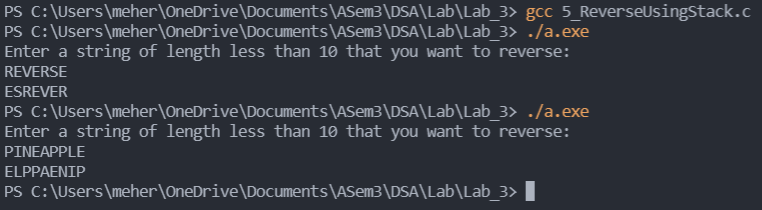 PS C:\Users\meher\OneDrive\Documents\ASem3\DSA\Lab\Lab_3> gcc 5_ReverseUsingStack.c
PS C:\Users\meher\OneDrive\Documents\ASem3\DSA\Lab\Lab_3> ./a.exe
Enter a string of length less than 10 that you want to reverse:
REVERSE
ESREVER
PS C:\Users\meher\OneDrive\Documents\ASem3\DSA\Lab\Lab_3> ./a.exe
Enter a string of length less than 10 that you want to reverse:
PINEAPPLE
ELPPAENIP
PS C:\Users\meher\OneDrive\Documents\ASem3\DSA\Lab\Lab_3>